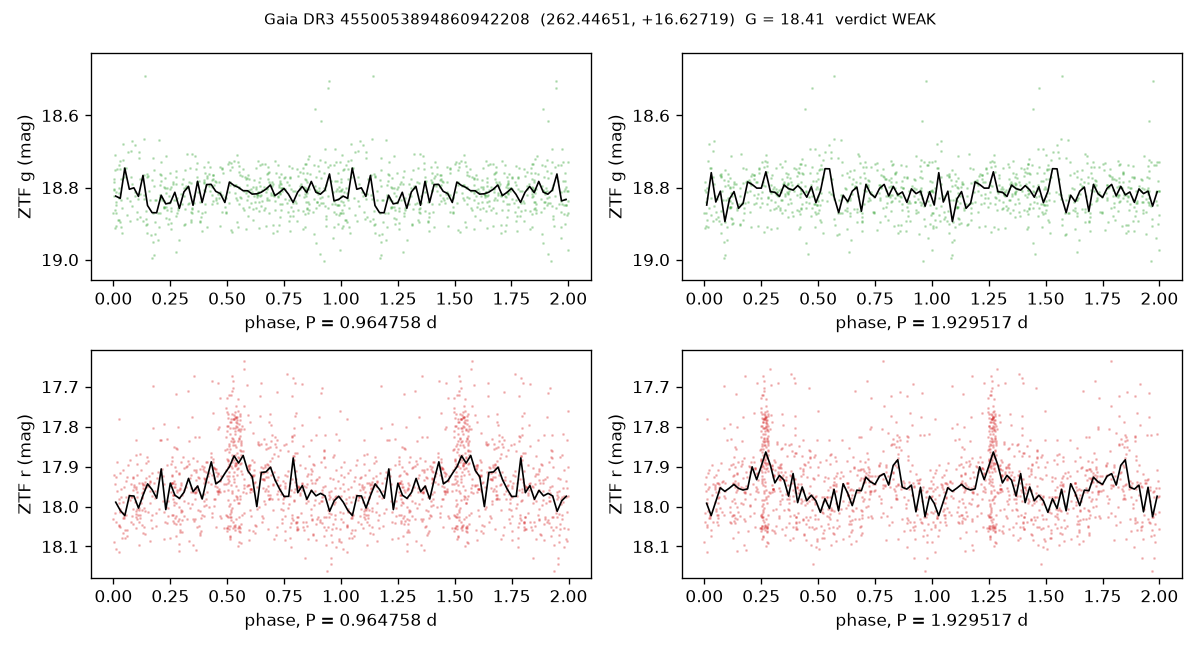 Gaia DR3 4550053894860942208  (262.44651, +16.62719)  G = 18.41  verdict WEAK
ZTF g (mag)
18.6
18.8
19.0
0.00 0.25 0.50 0.75 1.00 1.25 1.50 1.75 2.00
phase, P = 0.964758 d
ZTF g (mag)
18.6
18.8
19.0
0.00 0.25 0.50 0.75 1.00 1.25 1.50 1.75 2.00
phase, P = 1.929517 d
ZTF r (mag)
17.7
17.8
17.9
18.0
18.1
0.00 0.25 0.50 0.75 1.00 1.25 1.50 1.75 2.00
phase, P = 0.964758 d
ZTF r (mag)
17.7
17.8
17.9
18.0
18.1
0.00 0.25 0.50 0.75 1.00 1.25 1.50 1.75 2.00
phase, P = 1.929517 d